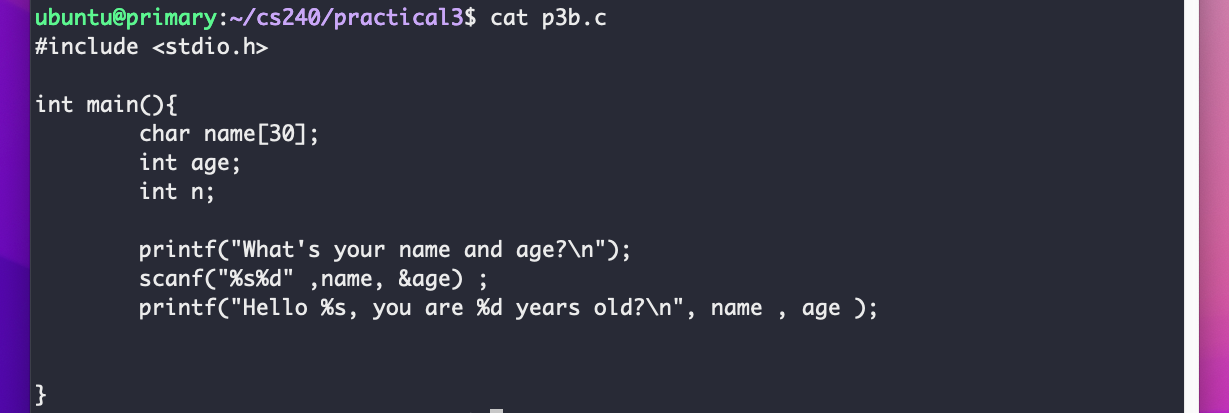 ubuntu@primary:~/cs240/practical3$ cat p3b.c
#include <stdio.h>
int main(){
        char name[30];
        int age;
        int n;
        printf("What's your name and age?\n");
        scanf("%s%d" ,name, &age) ;
        printf("Hello %s, you are %d years old?\n", name , age );
}